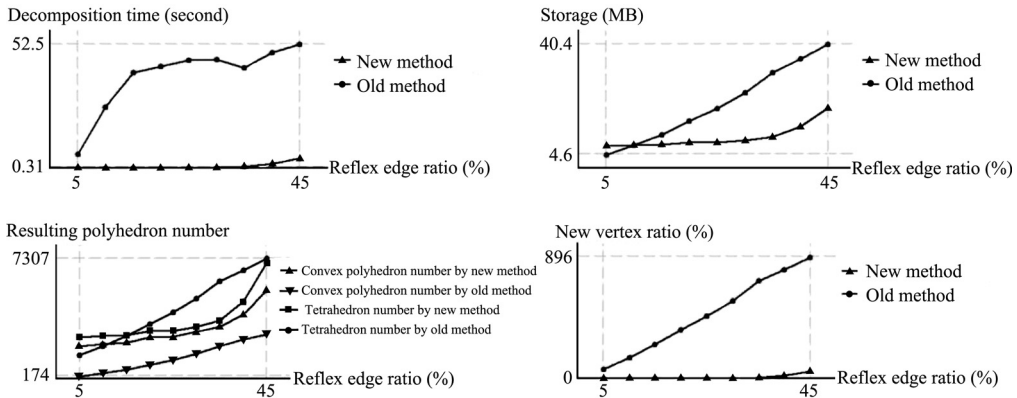 Decomposition time (second)
52.5
New method
Old method
0.31
Reflex edge ratio (%)
5
45
Storage (MB)
40.4
New method
Old method
4.6
Reflex edge ratio (%)
5
45
Resulting polyhedron number
7307
Convex polyhedron number by new method
Convex polyhedron number by old method
Tetrahedron number by new method
Tetrahedron number by old method
174
Reflex edge ratio (%)
5
45
New vertex ratio (%)
896
New method
Old method
0
Reflex edge ratio (%)
5
45